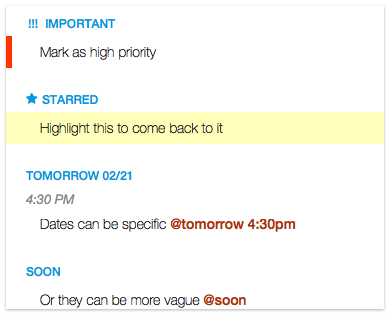 !!! IMPORTANT
Mark as high priority
★ STARRED
Highlight this to come back to it
TOMORROW 02/21
4:30 PM
Dates can be specific @tomorrow 4:30pm
SOON
Or they can be more vague @soon